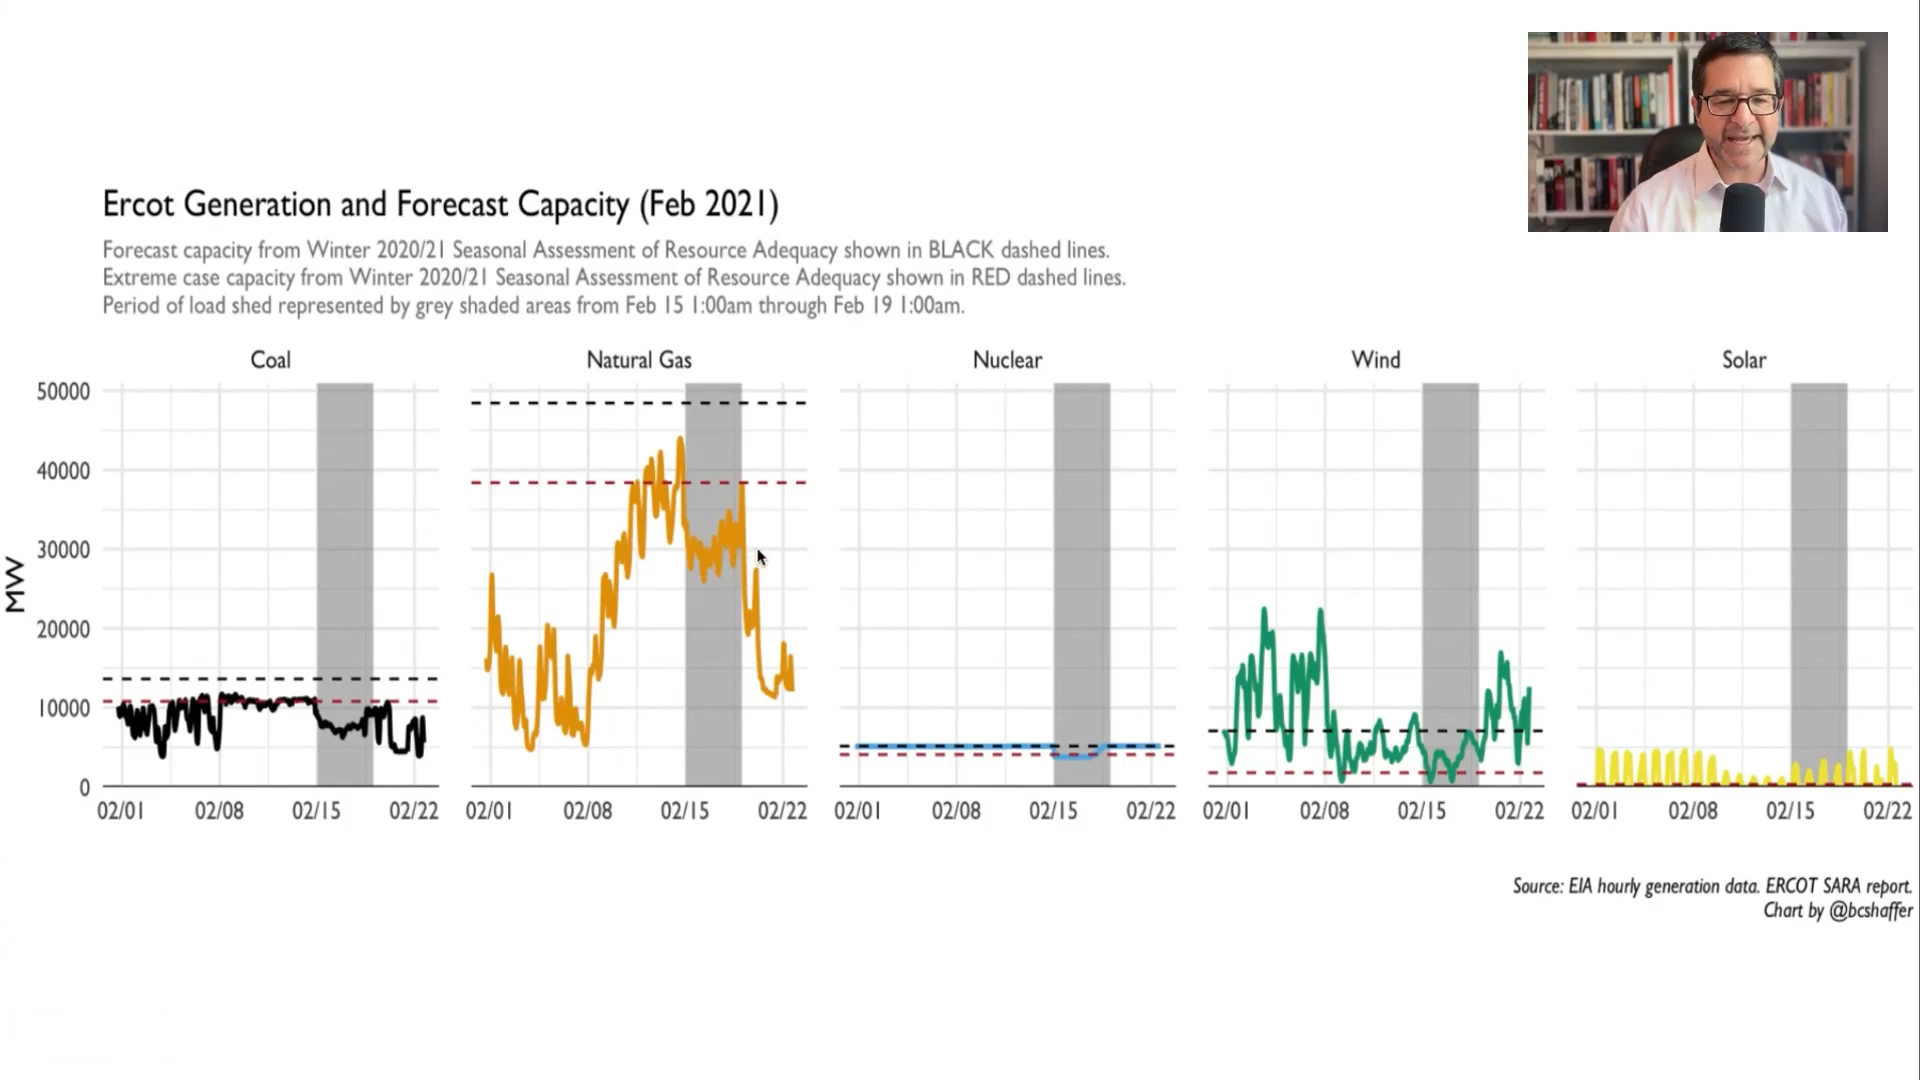 Ercot Generation and Forecast Capacity (Feb 2021)
Forecast capacity from Winter 2020/21 Seasonal Assessment of Resource Adequacy shown in BLACK dashed lines.
Extreme case capacity from Winter 2020/21 Seasonal Assessment of Resource Adequacy shown in RED dashed lines.
Period of load shed represented by grey shaded areas from Feb 15 1:00am through Feb 19 1:00am.
Coal Natural Gas Nuclear Wind Solar
50000
40000
30000
20000
10000
0
MW
02/01 02/08 02/15 02/22 02/01 02/08 02/15 02/22 02/01 02/08 02/15 02/22 02/01 02/08 02/15 02/22 02/01 02/08 02/15 02/22
Source: EIA hourly generation data. ERCOT SARA report.
Chart by @bcshaffer